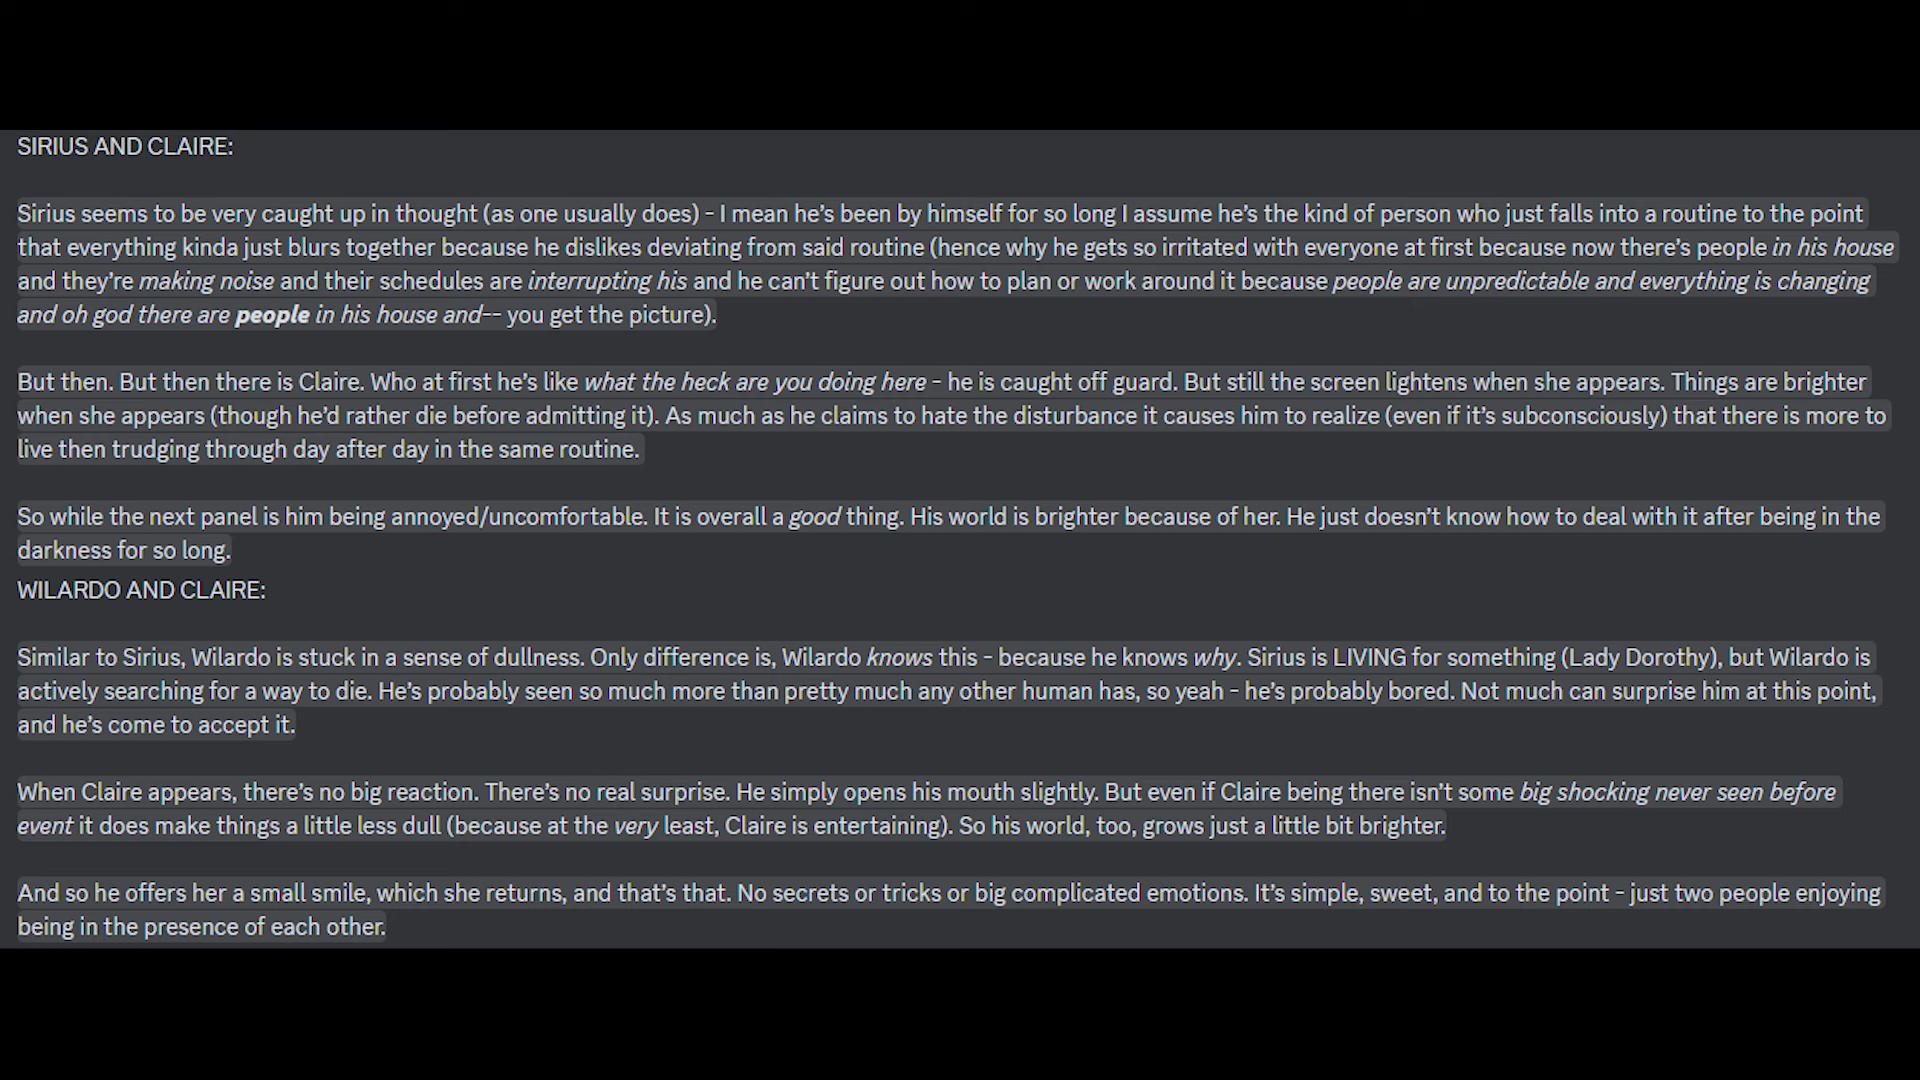 SIRIUS AND CLAIRE:
Sirius seems to be very caught up in thought (as one usually does) - I mean he’s been by himself for so long I assume he’s the kind of person who just falls into a routine to the point
that everything kinda just blurs together because he dislikes deviating from said routine (hence why he gets so irritated with everyone at first because now there’s people in his house
and they’re making noise and their schedules are interrupting his and he can’t figure out how to plan or work around it because people are unpredictable and everything is changing
and oh god there are people in his house and-- you get the picture).
But then. But then there is Claire. Who at first he’s like what the heck are you doing here - he is caught off guard. But still the screen lightens when she appears. Things are brighter
when she appears (though he’d rather die before admitting it). As much as he claims to hate the disturbance it causes him to realize (even if it’s subconsciously) that there is more to
live then trudging through day after day in the same routine.
So while the next panel is him being annoyed/uncomfortable. It is overall a good thing. His world is brighter because of her. He just doesn’t know how to deal with it after being in the
darkness for so long.
WILARDO AND CLAIRE:
Similar to Sirius, Wilardo is stuck in a sense of dullness. Only difference is, Wilardo knows this - because he knows why. Sirius is LIVING for something (Lady Dorothy), but Wilardo is
actively searching for a way to die. He’s probably seen so much more than pretty much any other human has, so yeah - he’s probably bored. Not much can surprise him at this point,
and he’s come to accept it.
When Claire appears, there’s no big reaction. There’s no real surprise. He simply opens his mouth slightly. But even if Claire being there isn’t some big shocking never seen before
event it does make things a little less dull (because at the very least, Claire is entertaining). So his world, too, grows just a little bit brighter.
And so he offers her a small smile, which she returns, and that’s that. No secrets or tricks or big complicated emotions. It’s simple, sweet, and to the point - just two people enjoying
being in the presence of each other.